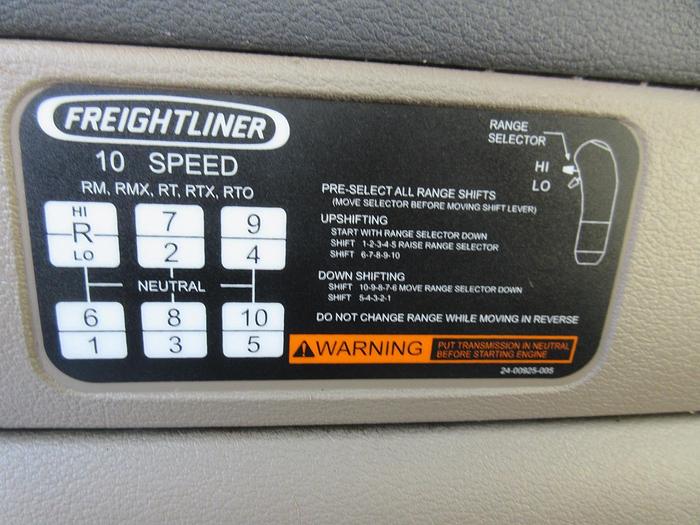 FREIGHTLINER
10 SPEED
RM, RMX, RT, RTX, RTO
HI
R
LO
7
2
9
4
NEUTRAL
6
1
8
3
10
5
RANGE
SELECTOR
HI
LO
PRE-SELECT ALL RANGE SHIFTS
(MOVE SELECTOR BEFORE MOVING SHIFT LEVER)
UPSHIFTING
START WITH RANGE SELECTOR DOWN
SHIFT 1-2-3-4-5 RAISE RANGE SELECTOR
SHIFT 6-7-8-9-10
DOWN SHIFTING
SHIFT 10-9-8-7-6 MOVE RANGE SELECTOR DOWN
SHIFT 5-4-3-2-1
DO NOT CHANGE RANGE WHILE MOVING IN REVERSE
WARNING
PUT TRANSMISSION IN NEUTRAL
BEFORE STARTING ENGINE
24-00925-005